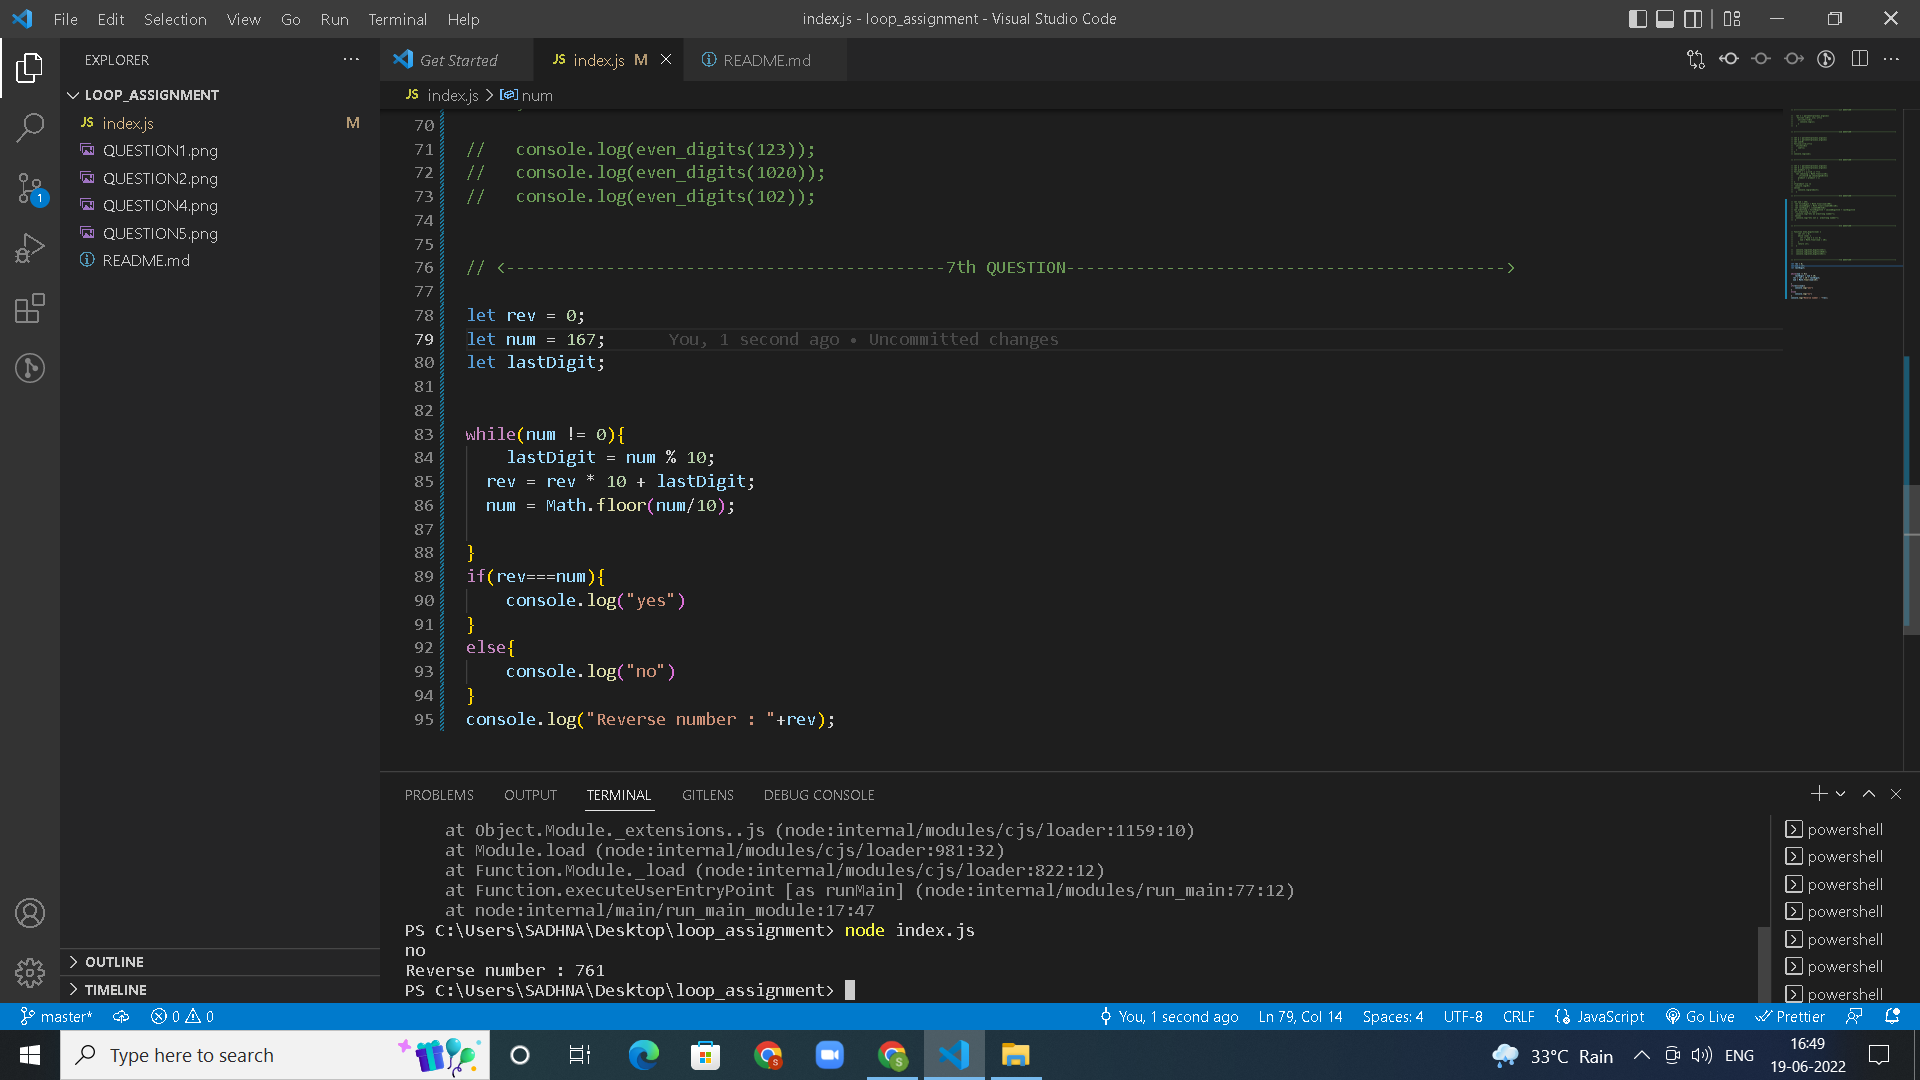 File Edit Selection View Go Run Terminal Help
index.js - loop_assignment - Visual Studio Code
EXPLORER
LOOP_ASSIGNMENT
JS index.js M
QUESTION1.png
QUESTION2.png
QUESTION4.png
QUESTION5.png
README.md
OUTLINE
TIMELINE
1
Get Started
JS index.js M
README.md
JS index.js > num
70
71 //   console.log(even_digits(123));
72 //   console.log(even_digits(1020));
73 //   console.log(even_digits(102));
74
75
76 // <--------------------------------------------7th QUESTION-------------------------------------------->
77
78 let rev = 0;
79 let num = 167; You, 1 second ago • Uncommitted changes
80 let lastDigit;
81
82
83 while(num != 0){
84     lastDigit = num % 10;
85   rev = rev * 10 + lastDigit;
86   num = Math.floor(num/10);
87
88 }
89 if(rev===num){
90     console.log("yes")
91 }
92 else{
93     console.log("no")
94 }
95 console.log("Reverse number : "+rev);
PROBLEMS OUTPUT TERMINAL GITLENS DEBUG CONSOLE
at Object.Module._extensions..js (node:internal/modules/cjs/loader:1159:10)
at Module.load (node:internal/modules/cjs/loader:981:32)
at Function.Module._load (node:internal/modules/cjs/loader:822:12)
at Function.executeUserEntryPoint [as runMain] (node:internal/modules/run_main:77:12)
at node:internal/main/run_main_module:17:47
PS C:\Users\SADHNA\Desktop\loop_assignment> node index.js
no
Reverse number : 761
PS C:\Users\SADHNA\Desktop\loop_assignment>
powershell
powershell
powershell
powershell
powershell
powershell
powershell
master* 0 0 You, 1 second ago Ln 79, Col 14 Spaces: 4 UTF-8 CRLF JavaScript Go Live Prettier
Type here to search
33°C Rain ENG
16:49
19-06-2022